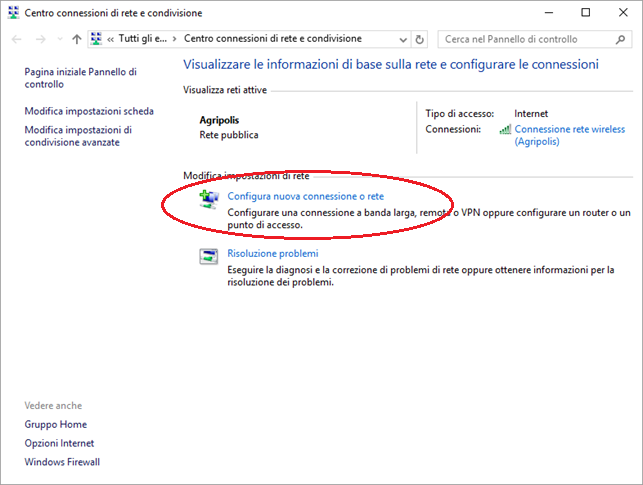 Centro connessioni di rete e condivisione
Tutti gli e...
Centro connessioni di rete e condivisione
Cerca nel Pannello di controllo
Pagina iniziale Pannello di
controllo
Modifica impostazioni scheda
Modifica impostazioni di
condivisione avanzate
Visualizzare le informazioni di base sulla rete e configurare le connessioni
Visualizza reti attive
Agripolis
Rete pubblica
Tipo di accesso: Internet
Connessioni: Connessione rete wireless
(Agripolis)
Modifica impostazioni di rete
Configura nuova connessione o rete
Configurare una connessione a banda larga, remota o VPN oppure configurare un router o un
punto di accesso.
Risoluzione problemi
Eseguire la diagnosi e la correzione di problemi di rete oppure ottenere informazioni per la
risoluzione dei problemi.
Vedere anche
Gruppo Home
Opzioni Internet
Windows Firewall